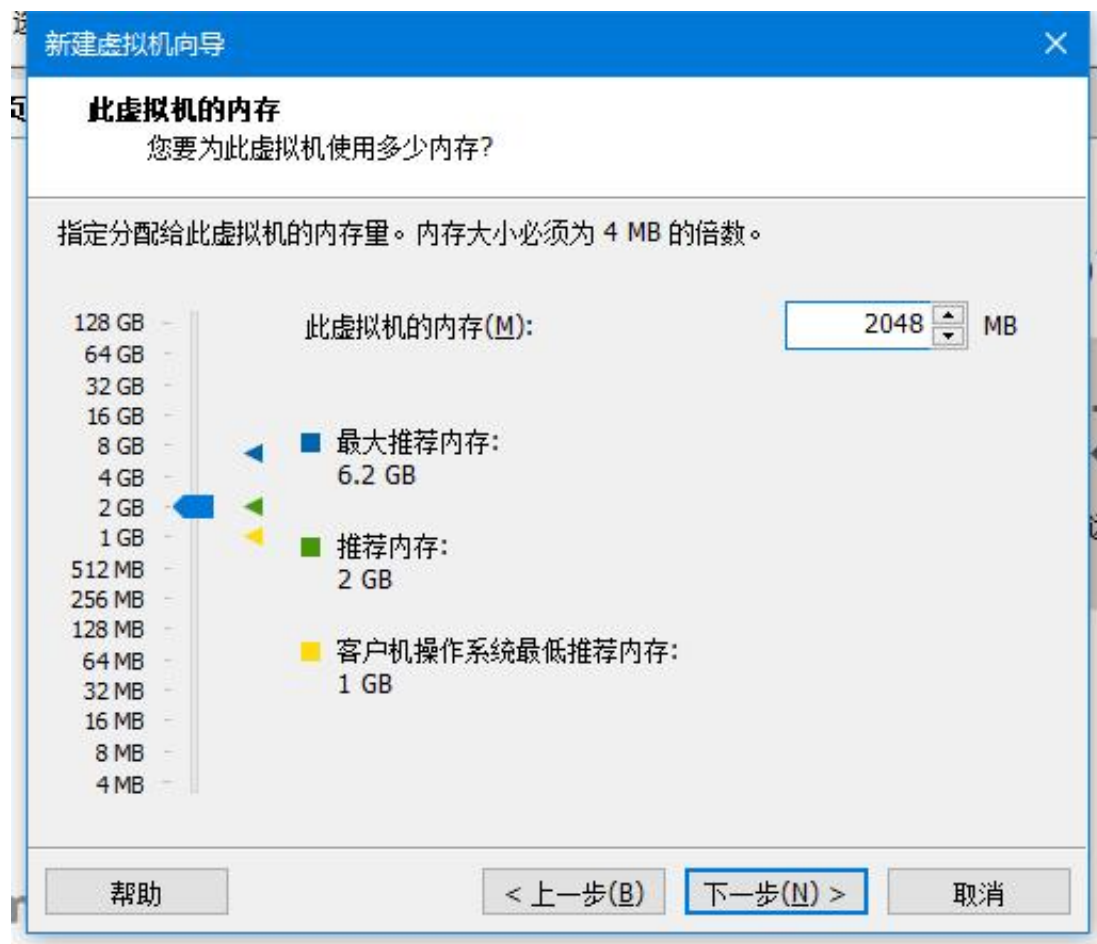 新建虚拟机向导
此虚拟机的内存
您要为此虚拟机使用多少内存?
指定分配给此虚拟机的内存量。内存大小必须为 4 MB 的倍数。
128 GB
64 GB
32 GB
16 GB
8 GB
4 GB
2 GB
1 GB
512 MB
256 MB
128 MB
64 MB
32 MB
16 MB
8 MB
4 MB
此虚拟机的内存(M): 2048 MB
最大推荐内存:
6.2 GB
推荐内存:
2 GB
客户机操作系统最低推荐内存:
1 GB
帮助 < 上一步(B) 下一步(N) > 取消